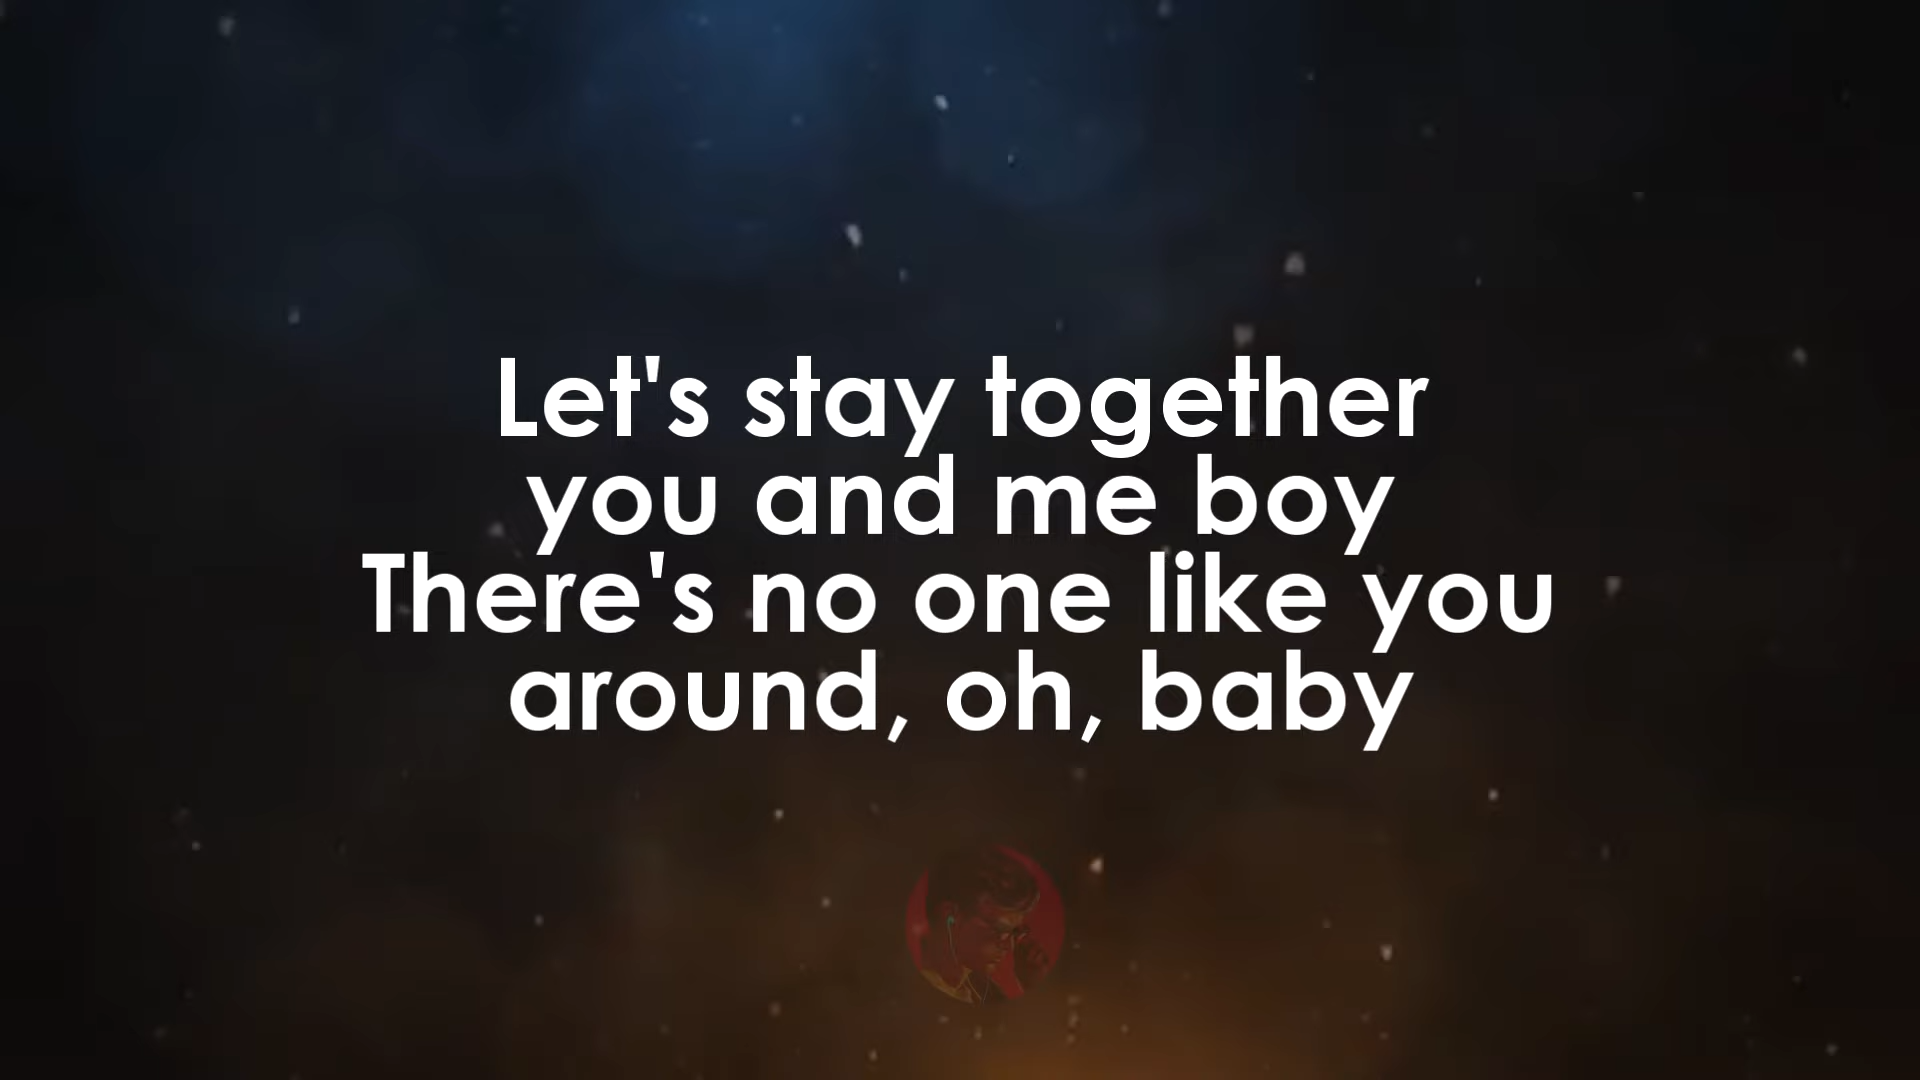 Let's stay together
you and me boy
There's no one like you
around, oh, baby